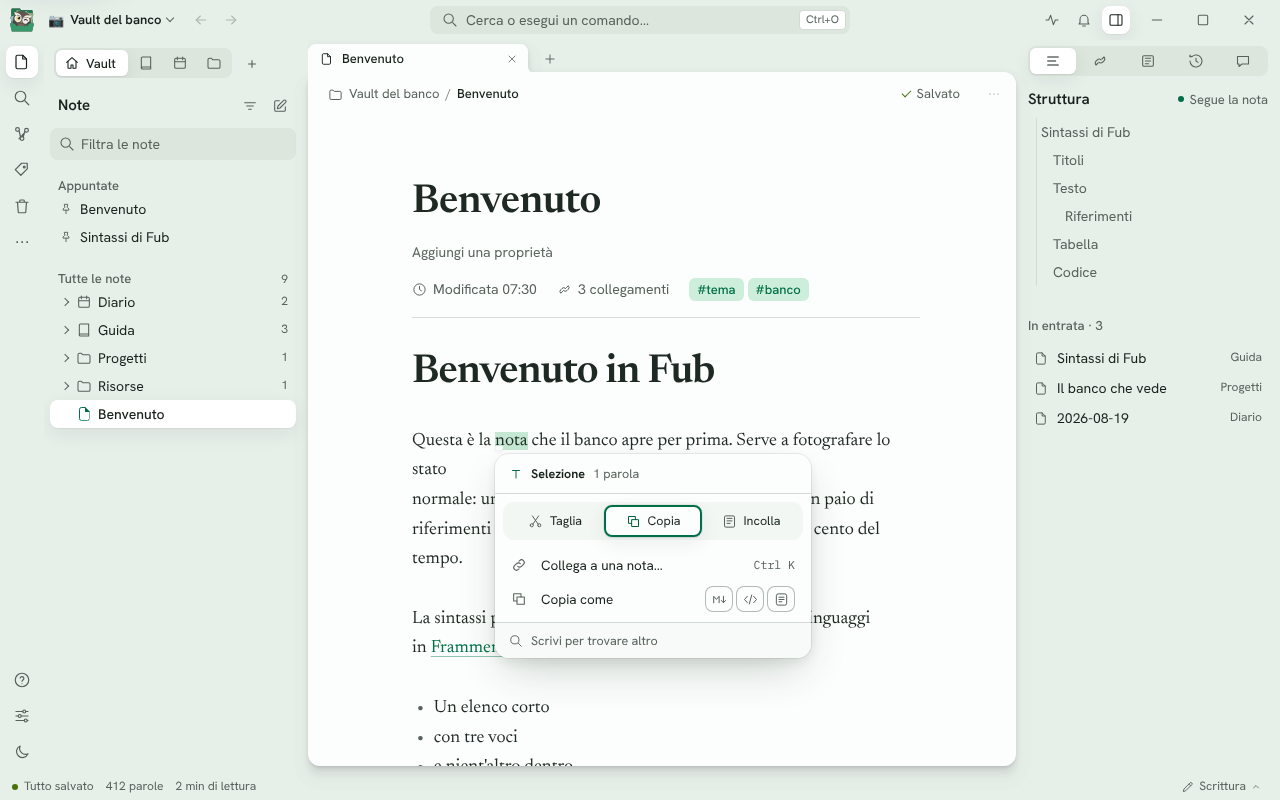 Vault del banco
Cerca o esegui un comando…
Ctrl+O
Vault
Note
Filtra le note
Appuntate
Benvenuto
Sintassi di Fub
Tutte le note 9
Diario 2
Guida 3
Progetti 1
Risorse 1
Benvenuto
Benvenuto
Vault del banco / Benvenuto
Salvato
Benvenuto
Aggiungi una proprietà
Modificata 07:30 3 collegamenti #tema #banco
Benvenuto in Fub
Questa è la nota che il banco apre per prima. Serve a fotografare lo
stato
normale: un paio di
riferimenti cento del
tempo.
La sintassi
in
Selezione 1 parola
Taglia Copia Incolla
Collega a una nota… Ctrl K
Copia come M↓ </>
Scrivi per trovare altro
Un elenco corto
con tre voci
e nient'altro dentro
Struttura Segue la nota
Sintassi di Fub
Titoli
Testo
Riferimenti
Tabella
Codice
In entrata · 3
Sintassi di Fub Guida
Il banco che vede Progetti
2026-08-19 Diario
Tutto salvato 412 parole 2 min di lettura
Scrittura